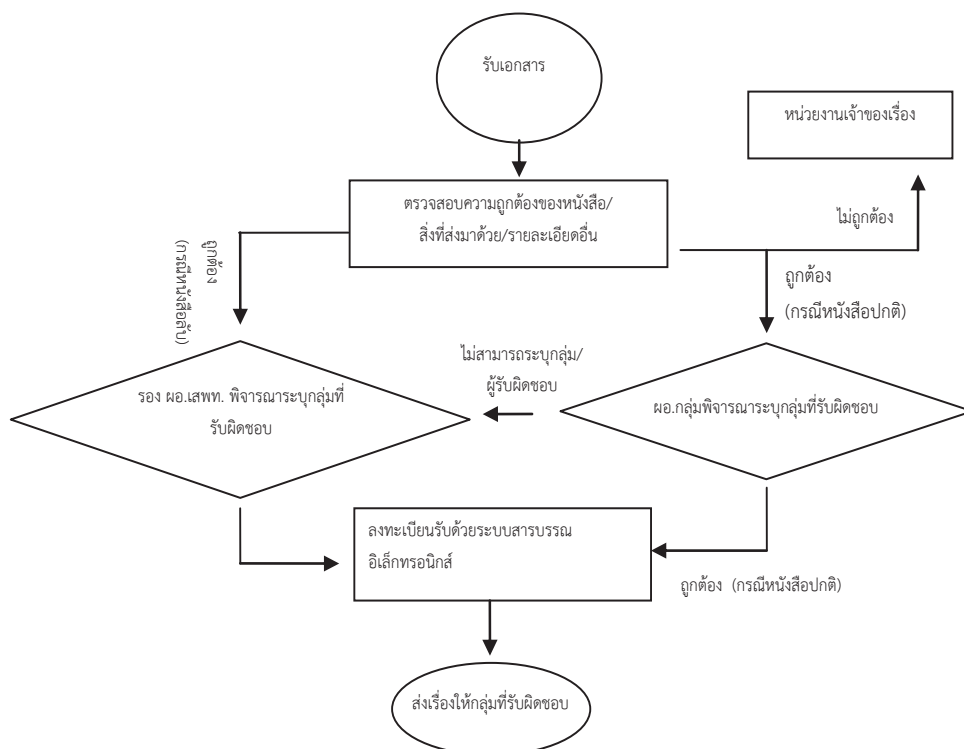 รับเอกสาร
หน่วยงานเจ้าของเรื่อง
ตรวจสอบความถูกต้องของหนังสือ/
สิ่งที่ส่งมาด้วย/รายละเอียดอื่น
ไม่ถูกต้อง
ถูกต้อง
(กรณีหนังสือลับ)
ถูกต้อง
(กรณีหนังสือปกติ)
ไม่สามารถระบุกลุ่ม/
ผู้รับผิดชอบ
รอง ผอ.เสพท. พิจารณาระบุกลุ่มที่
รับผิดชอบ
ผอ.กลุ่มพิจารณาระบุกลุ่มที่รับผิดชอบ
ลงทะเบียนรับด้วยระบบสารบรรณ
อิเล็กทรอนิกส์
ถูกต้อง (กรณีหนังสือปกติ)
ส่งเรื่องให้กลุ่มที่รับผิดชอบ